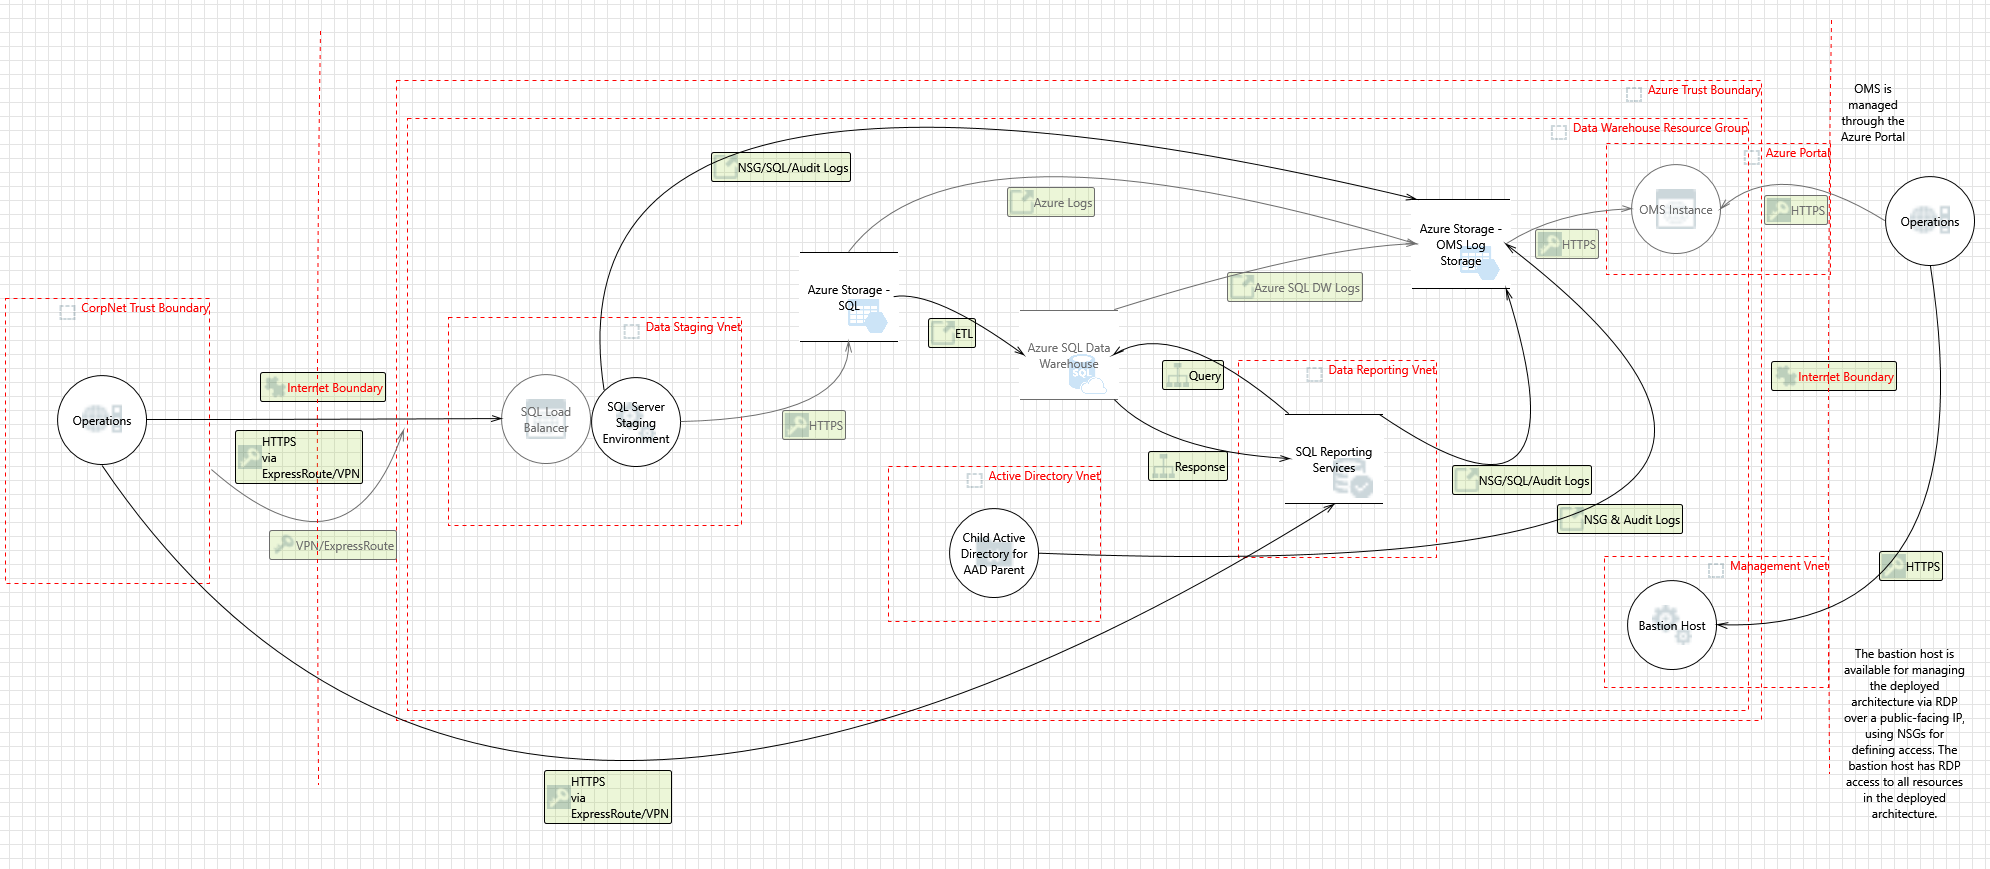 Azure Trust Boundary
OMS is
managed
through the
Azure Portal
Data Warehouse Resource Group
Azure Portal
NSG/SQL/Audit Logs
Azure Logs
OMS Instance
HTTPS
Operations
Azure Storage -
OMS Log
Storage
HTTPS
Azure Storage -
SQL
Azure SQL DW Logs
CorpNet Trust Boundary
Data Staging Vnet
ETL
Azure SQL Data
Warehouse
SQL
Query
Data Reporting Vnet
Internet Boundary
Internet Boundary
Operations
SQL Load
Balancer
SQL Server
Staging
Environment
HTTPS
HTTPS
via
ExpressRoute/VPN
Response
SQL Reporting
Services
NSG/SQL/Audit Logs
Active Directory Vnet
NSG & Audit Logs
VPN/ExpressRoute
Child Active
Directory for
AAD Parent
Management Vnet
HTTPS
Bastion Host
The bastion host is
available for managing
the deployed
architecture via RDP
over a public-facing IP,
using NSGs for
defining access. The
bastion host has RDP
access to all resources
in the deployed
architecture.
HTTPS
via
ExpressRoute/VPN